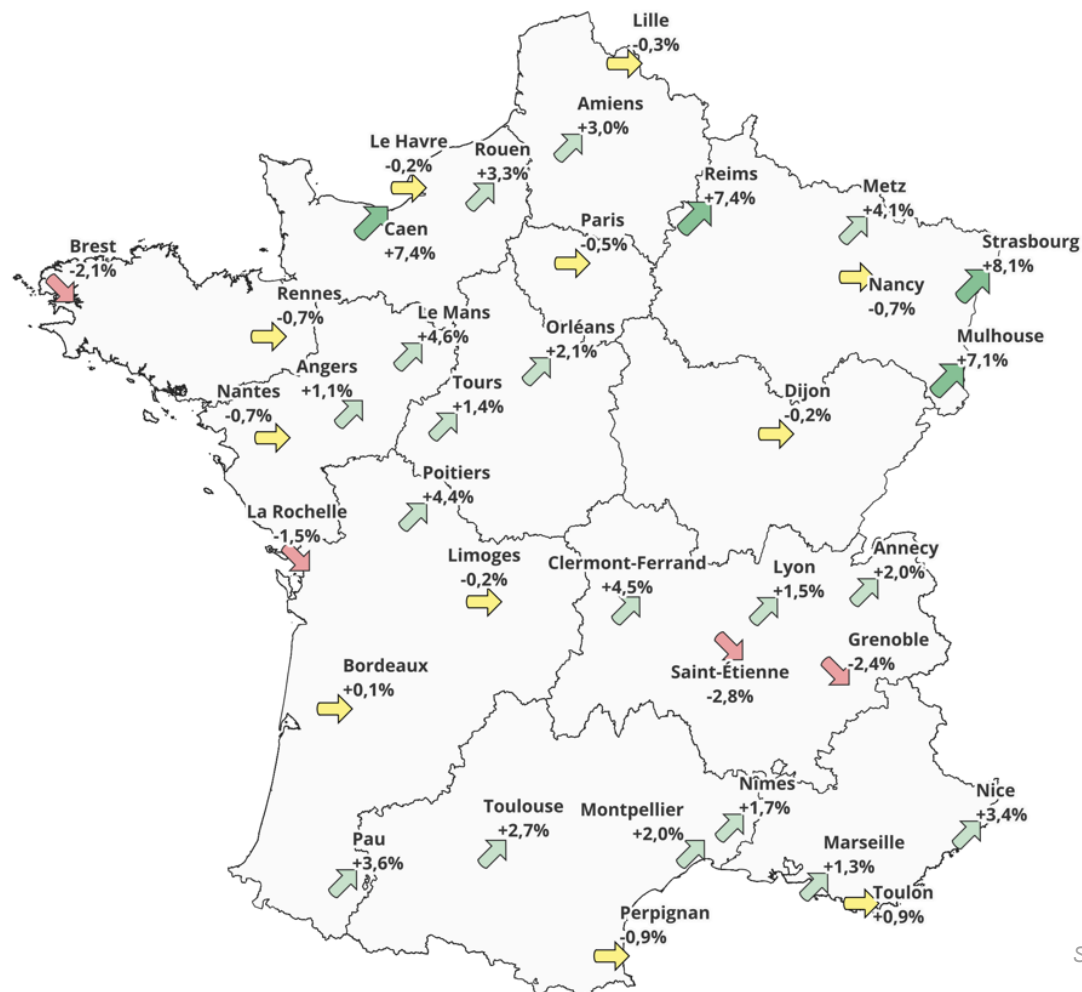 Lille
-0,3%
Amiens
+3,0%
Le Havre
-0,2%
Rouen
+3,3%
Reims
+7,4%
Metz
+4,1%
Caen
+7,4%
Paris
-0,5%
Strasbourg
+8,1%
Brest
-2,1%
Nancy
-0,7%
Rennes
-0,7%
Le Mans
+4,6%
Orléans
+2,1%
Mulhouse
+7,1%
Angers
+1,1%
Tours
+1,4%
Nantes
-0,7%
Dijon
-0,2%
Poitiers
+4,4%
La Rochelle
-1,5%
Limoges
-0,2%
Clermont-Ferrand
+4,5%
Lyon
+1,5%
Annecy
+2,0%
Grenoble
-2,4%
Saint-Étienne
-2,8%
Bordeaux
+0,1%
Nîmes
+1,7%
Nice
+3,4%
Toulouse
+2,7%
Montpellier
+2,0%
Pau
+3,6%
Marseille
+1,3%
Toulon
+0,9%
Perpignan
-0,9%
S